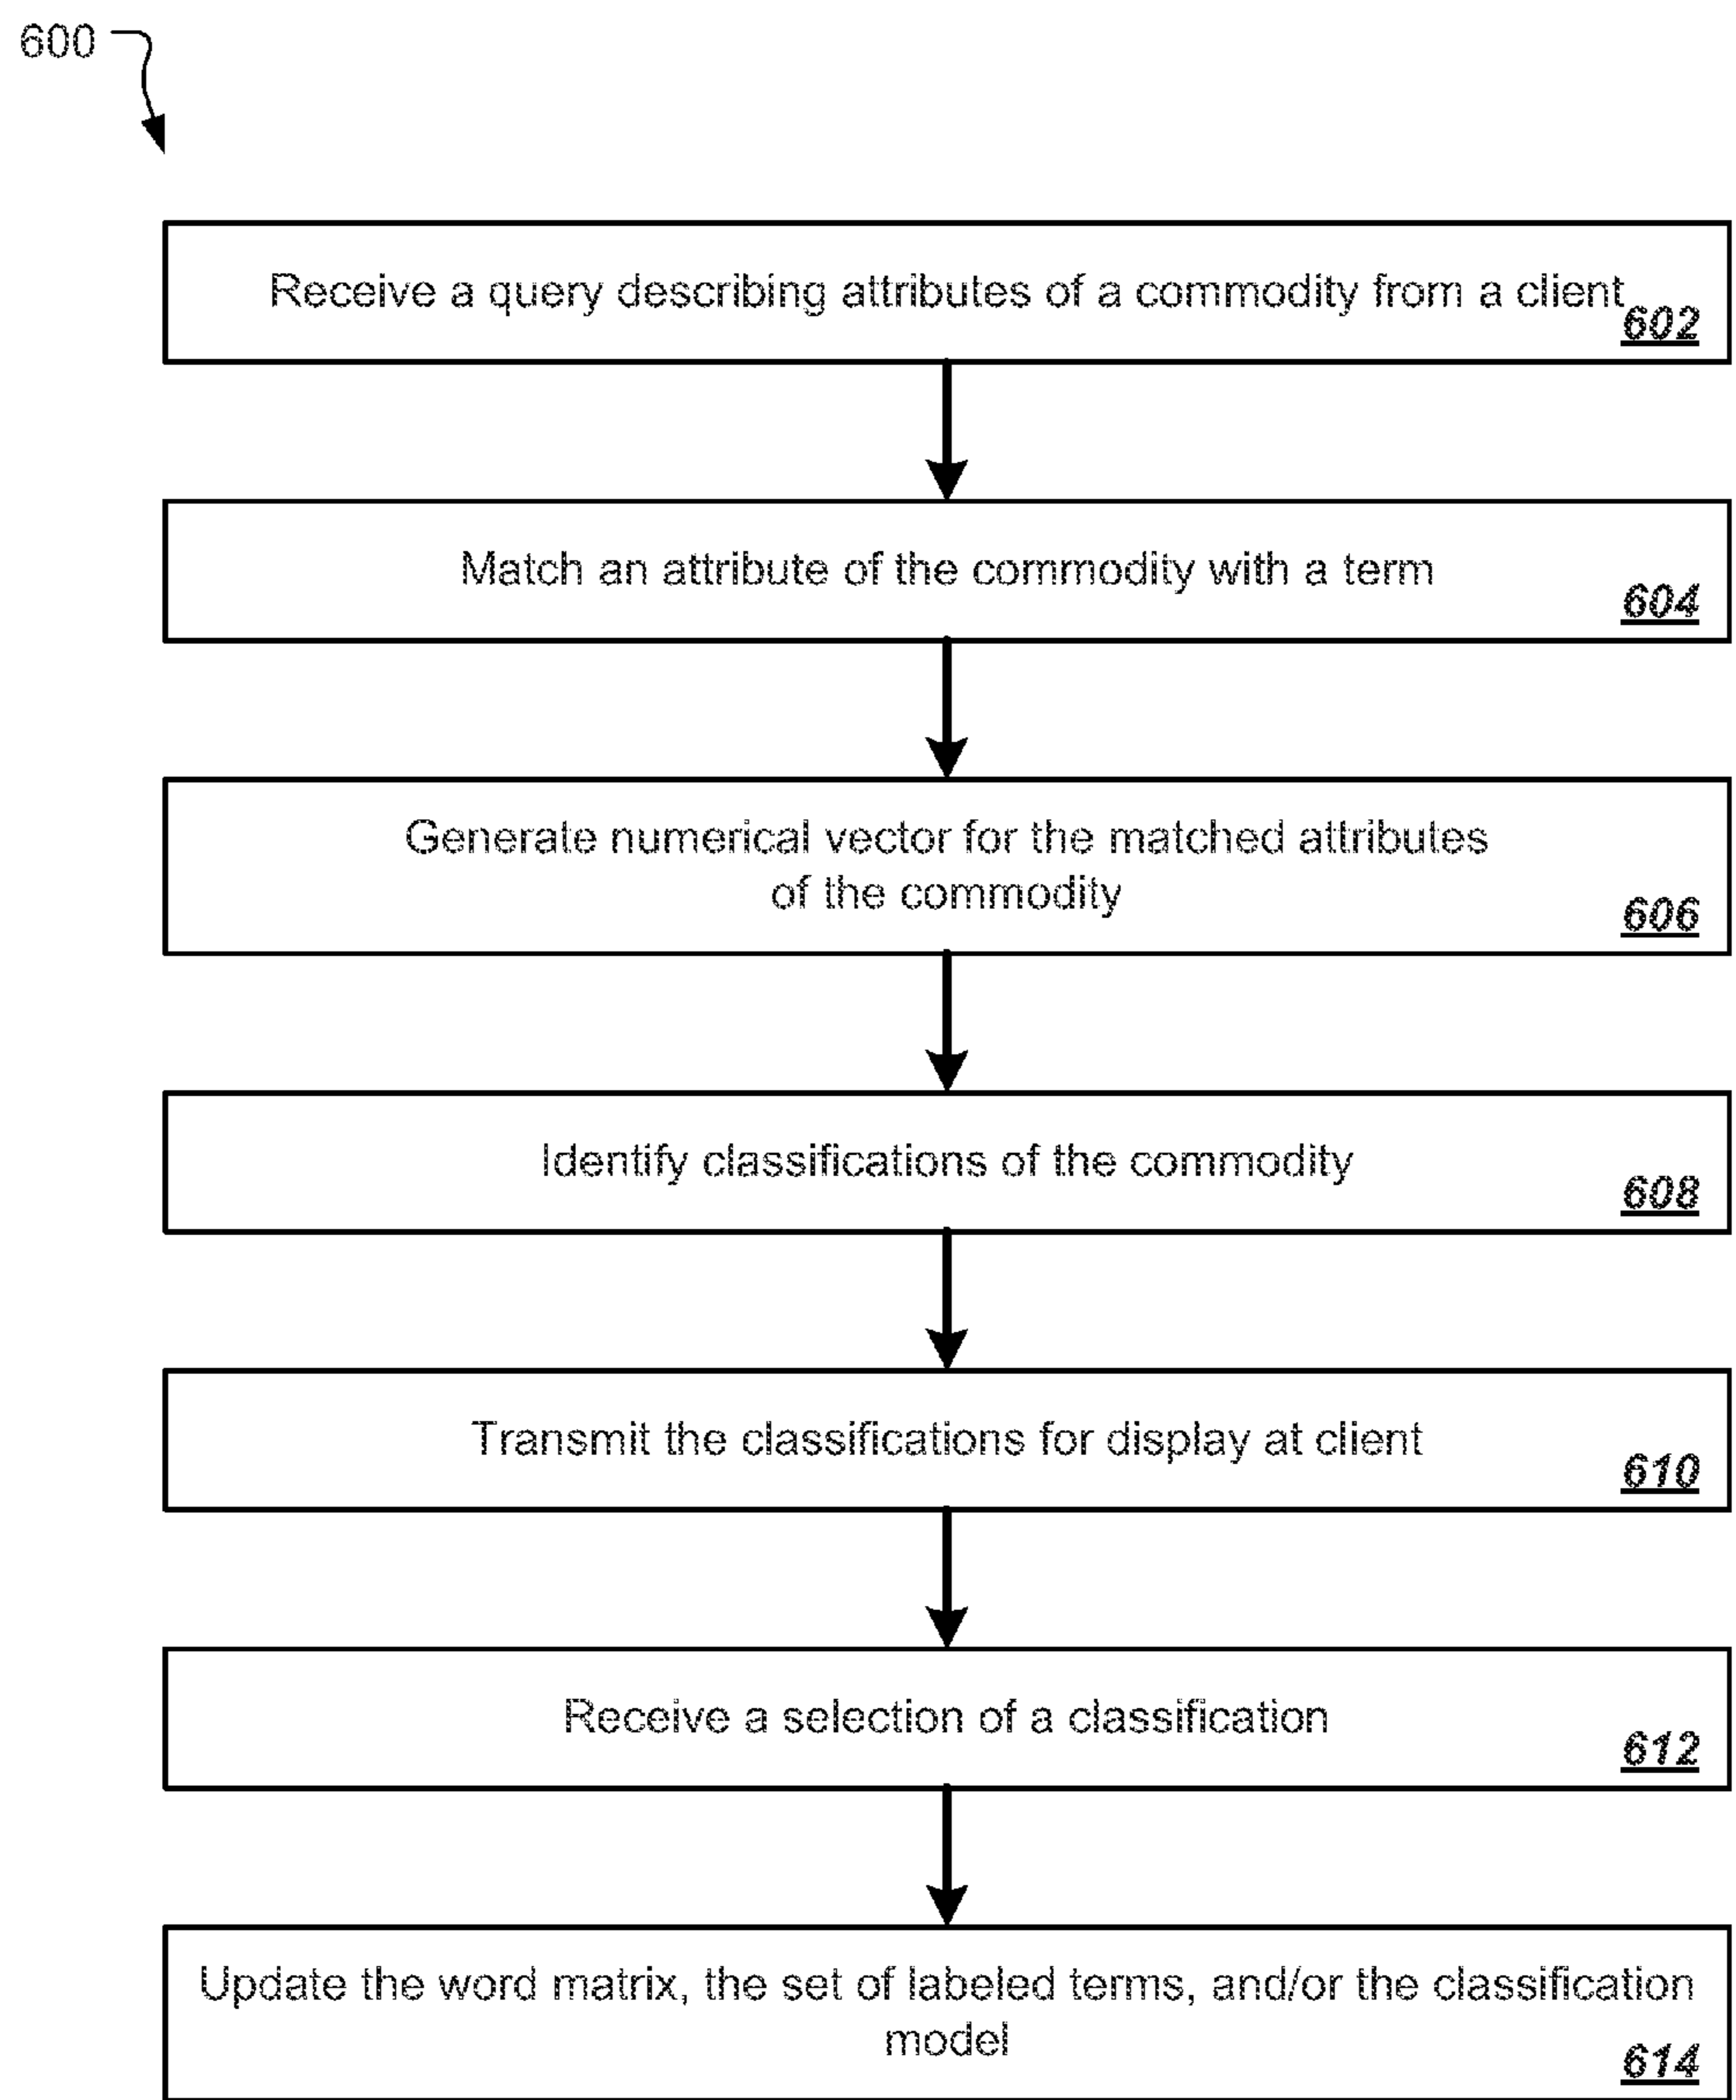 600
Receive a query describing attributes of a commodity from a client
602
Match an attribute of the commodity with a term
604
Generate numerical vector for the matched attributes
of the commodity
606
Identify classifications of the commodity
608
Transmit the classifications for display at client
610
Receive a selection of a classification
612
Update the word matrix, the set of labeled terms, and/or the classification
model
614